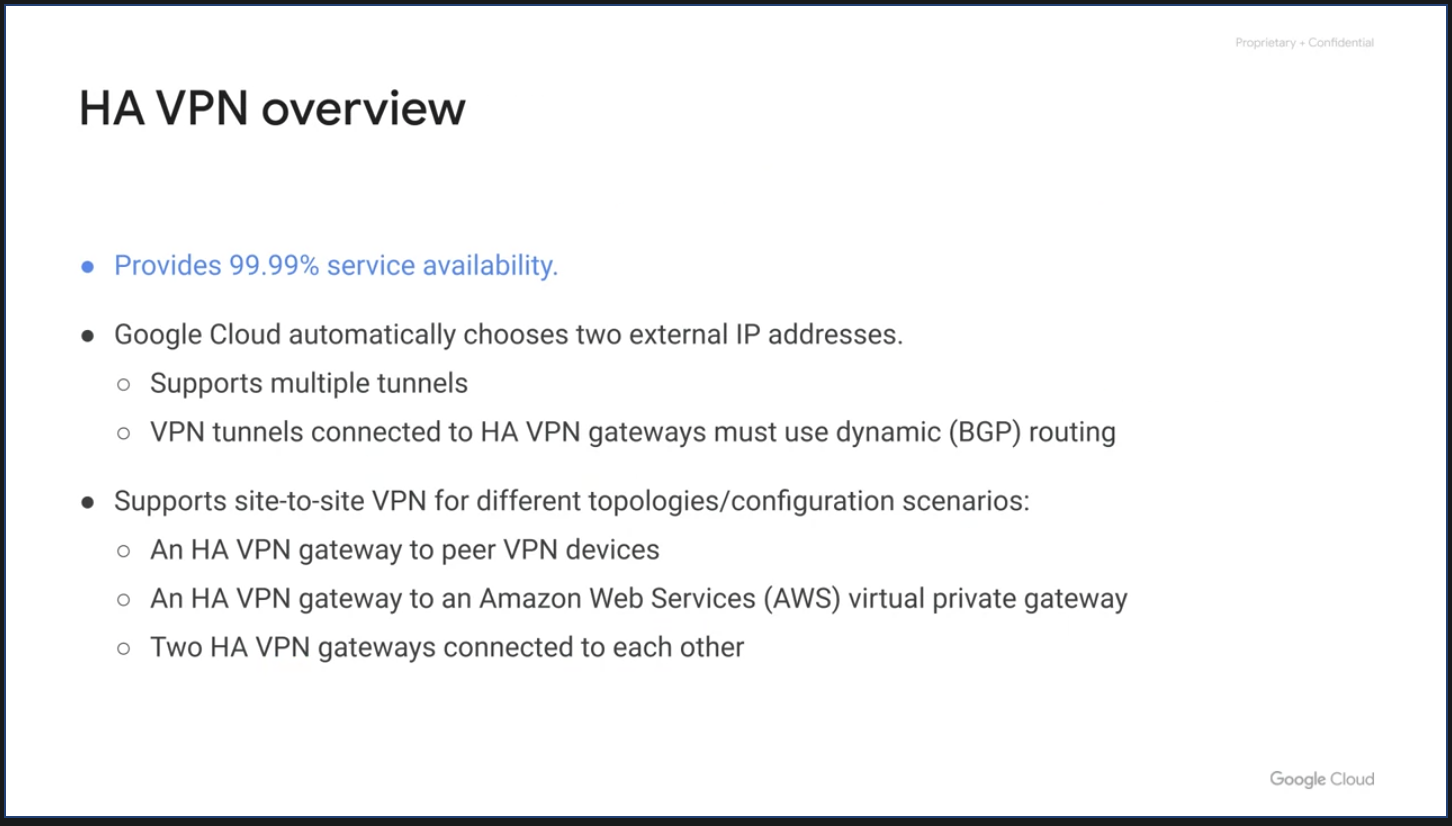 Proprietary + Confidential
HA VPN overview
● Provides 99.99% service availability.
● Google Cloud automatically chooses two external IP addresses.
○ Supports multiple tunnels
○ VPN tunnels connected to HA VPN gateways must use dynamic (BGP) routing
● Supports site-to-site VPN for different topologies/configuration scenarios:
○ An HA VPN gateway to peer VPN devices
○ An HA VPN gateway to an Amazon Web Services (AWS) virtual private gateway
○ Two HA VPN gateways connected to each other
Google Cloud